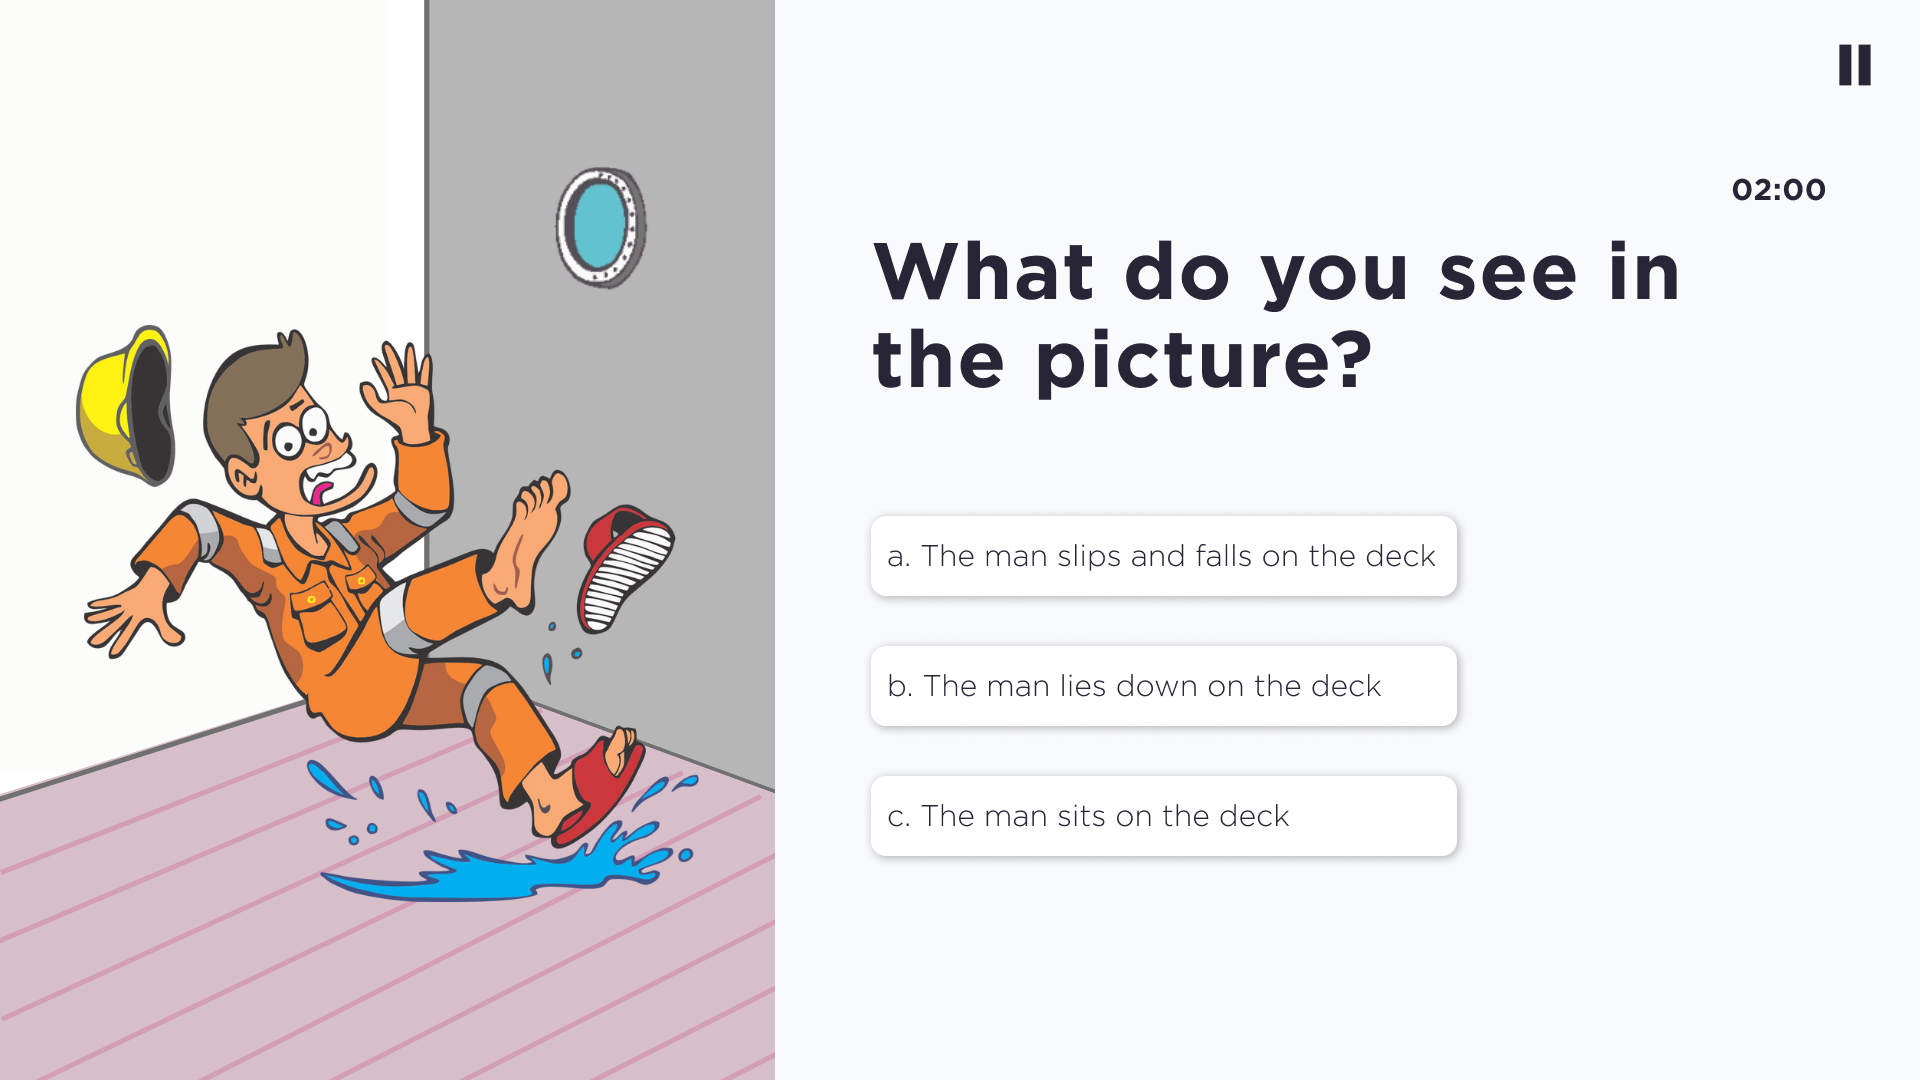 02:00
What do you see in
the picture?
a. The man slips and falls on the deck
b. The man lies down on the deck
c. The man sits on the deck